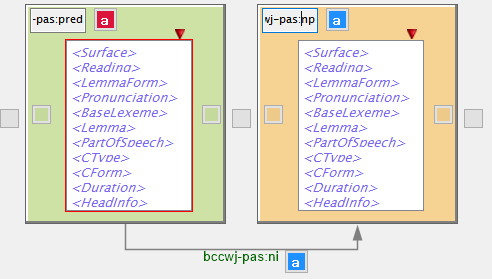 -pas:pred
a
wj-pas:np
a
<Surface>
<Reading>
<LemmaForm>
<Pronunciation>
<BaseLexeme>
<Lemma>
<PartOfSpeech>
<CType>
<CForm>
<Duration>
<HeadInfo>
<Surface>
<Reading>
<LemmaForm>
<Pronunciation>
<BaseLexeme>
<Lemma>
<PartOfSpeech>
<CType>
<CForm>
<Duration>
<HeadInfo>
bccwj-pas:ni
a